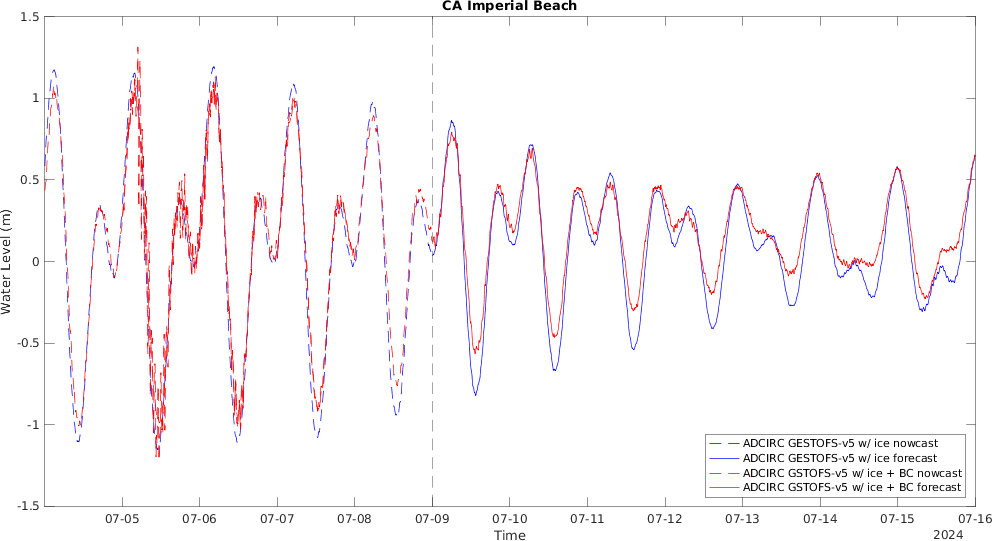 CA Imperial Beach
1.5
1
0.5
0
-0.5
-1
-1.5
Water Level (m)
07-05 07-06 07-07 07-08 07-09 07-10 07-11 07-12 07-13 07-14 07-15 07-16
Time
2024
ADCIRC GESTOFS-v5 w/ ice nowcast
ADCIRC GESTOFS-v5 w/ ice forecast
ADCIRC GSTOFS-v5 w/ ice + BC nowcast
ADCIRC GSTOFS-v5 w/ ice + BC forecast